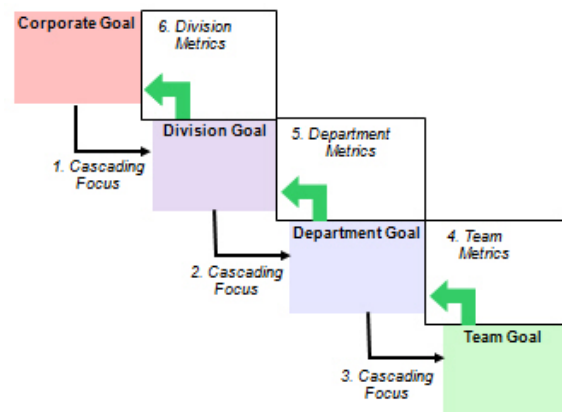 Corporate Goal
6. Division
Metrics
1. Cascading
Focus
Division Goal
5. Department
Metrics
2. Cascading
Focus
Department Goal
4. Team
Metrics
3. Cascading
Focus
Team Goal